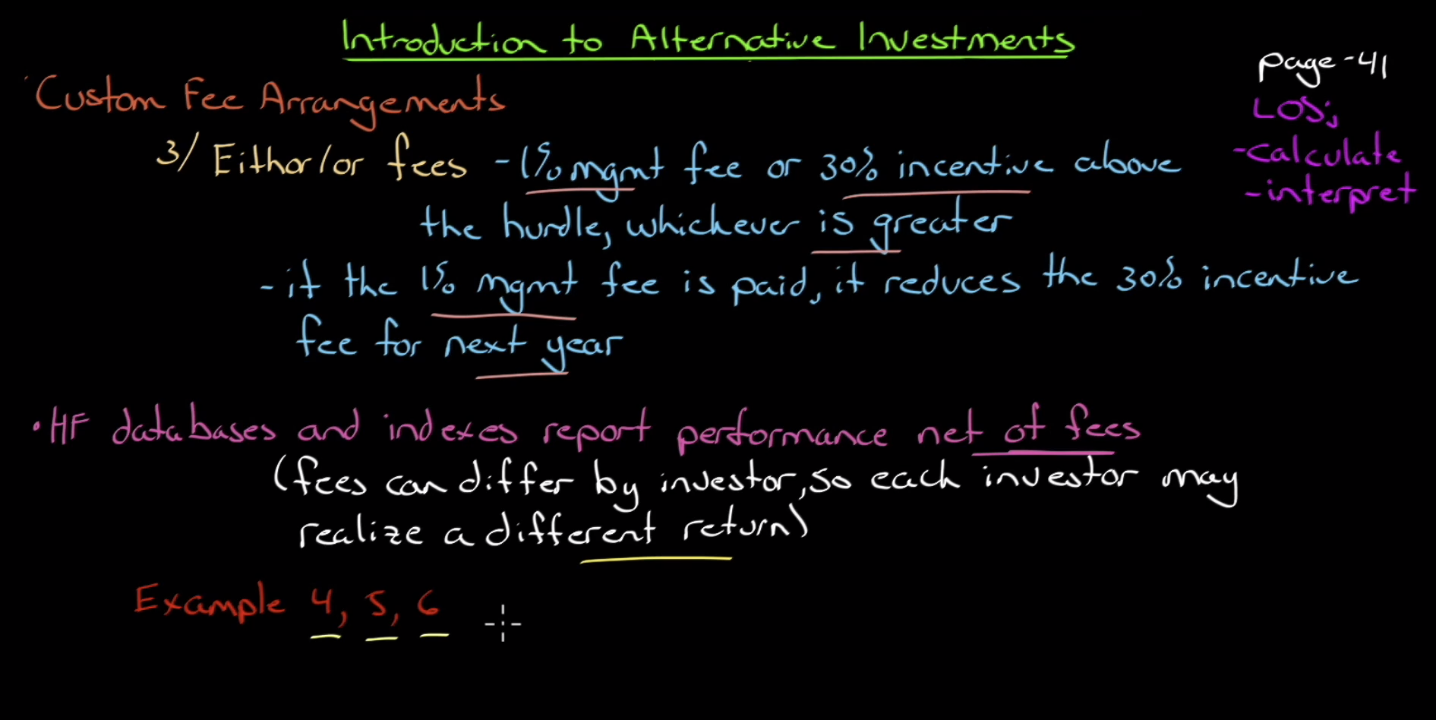 Introduction to Alternative Investments
page-41
LOS:
-calculate
-interpret
Custom Fee Arrangements
3/ Eithor/or fees - 1% mgmt fee or 30% incentive above
the hurdle, whichever is greater
- if the 1% mgmt fee is paid, it reduces the 30% incentive
fee for next year
• HF databases and indexes report performance net of fees
(fees can differ by investor, so each investor may
realize a different return)
Example 4, 5, 6